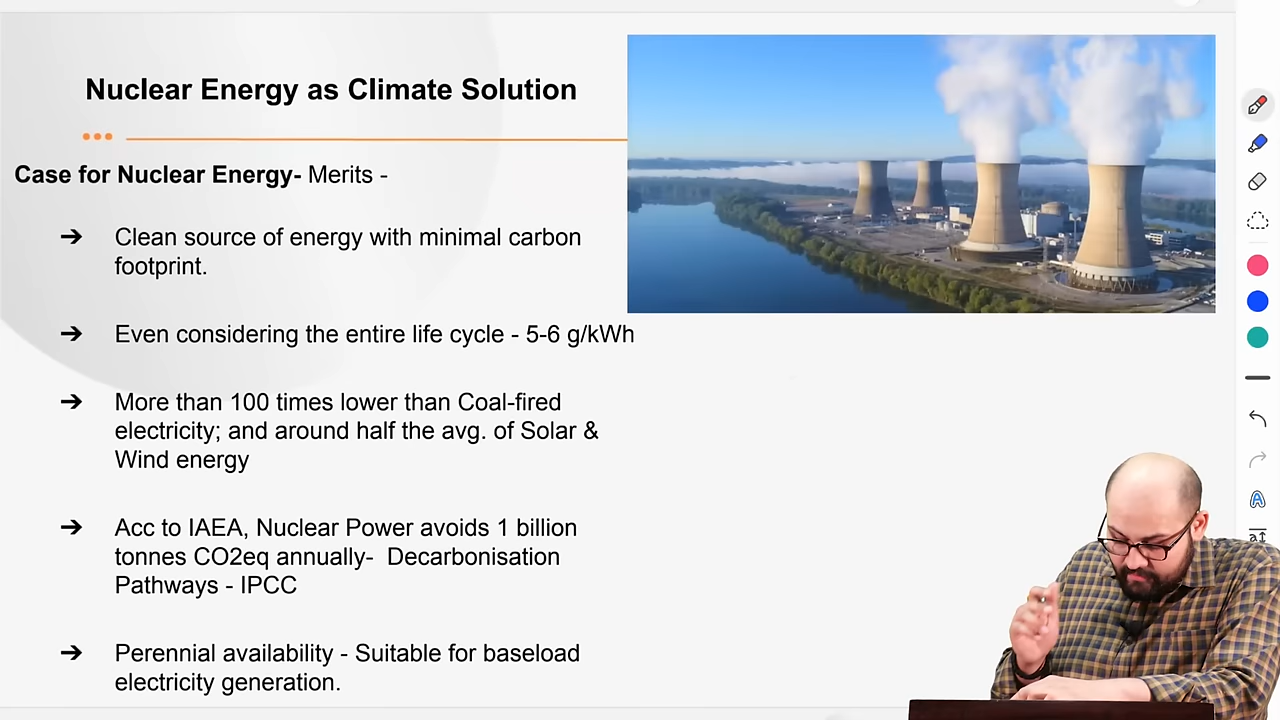 Nuclear Energy as Climate Solution
Case for Nuclear Energy- Merits -
➔ Clean source of energy with minimal carbon
footprint.
➔ Even considering the entire life cycle - 5-6 g/kWh
➔ More than 100 times lower than Coal-fired
electricity; and around half the avg. of Solar &
Wind energy
➔ Acc to IAEA, Nuclear Power avoids 1 billion
tonnes CO2eq annually- Decarbonisation
Pathways - IPCC
➔ Perennial availability - Suitable for baseload
electricity generation.